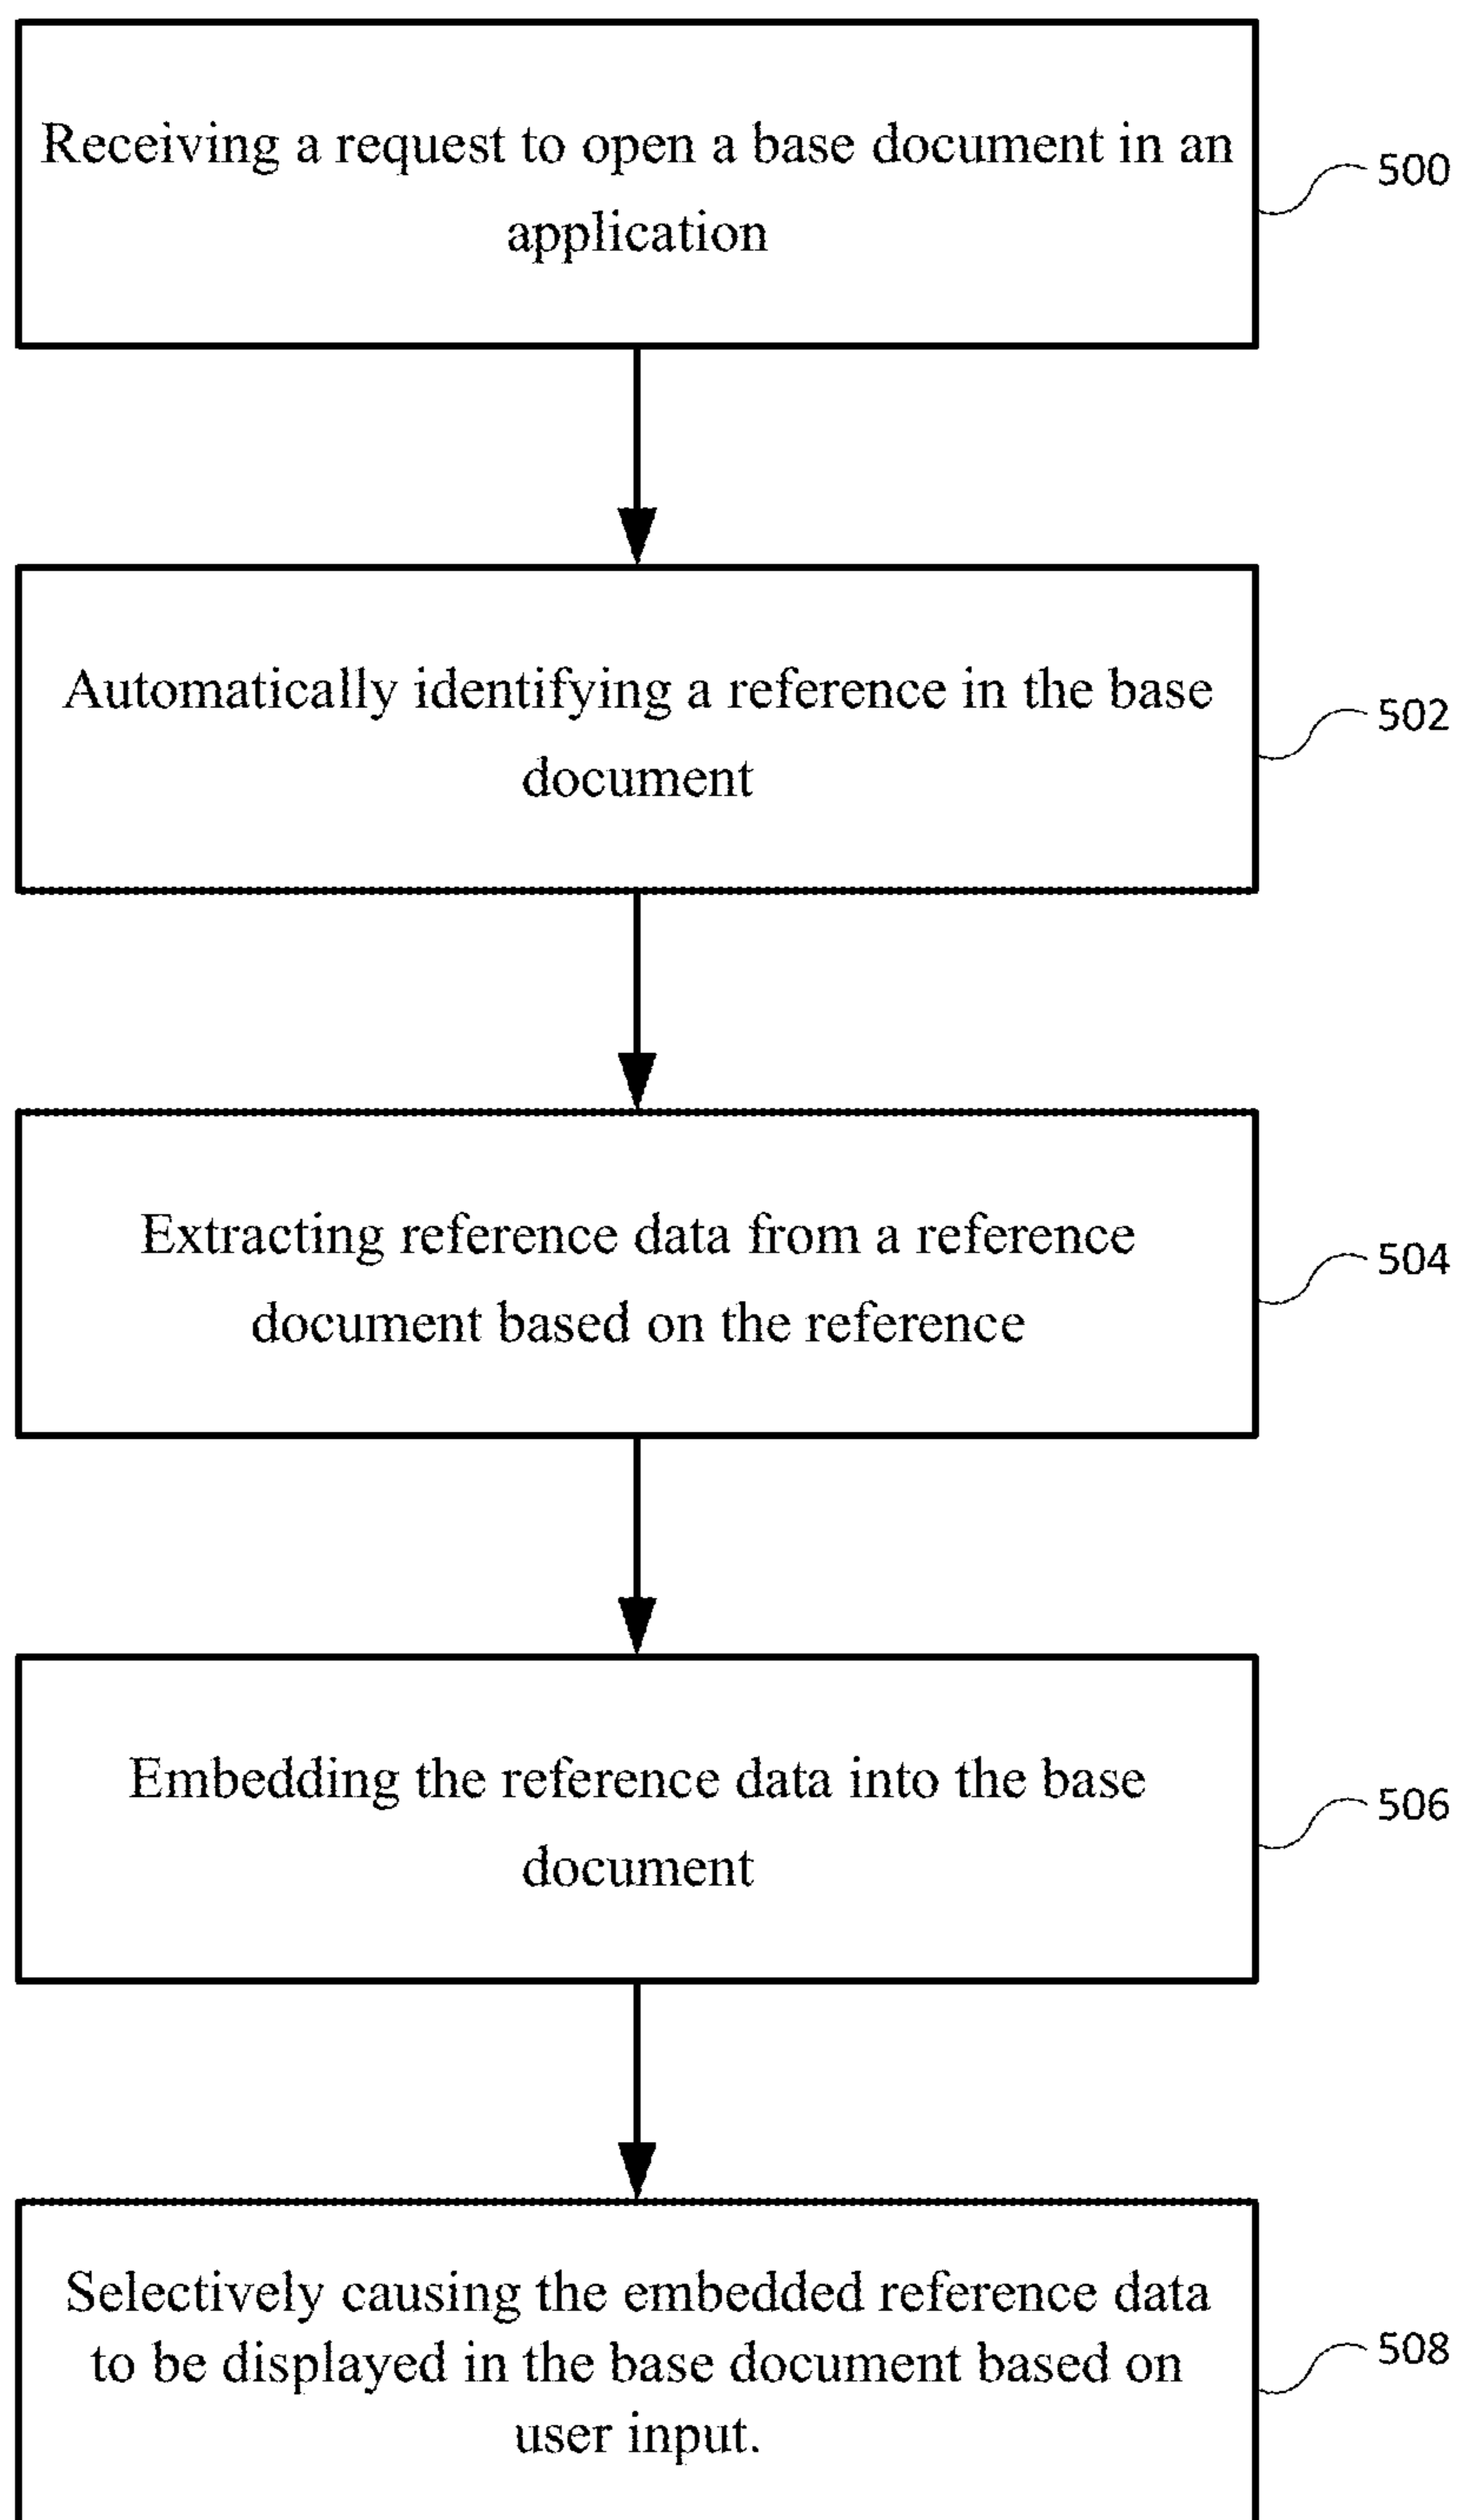 Receiving a request to open a base document in an
application
500
Automatically identifying a reference in the base
document
502
Extracting reference data from a reference
document based on the reference
504
Embedding the reference data into the base
document
506
Selectively causing the embedded reference data
to be displayed in the base document based on
user input.
508